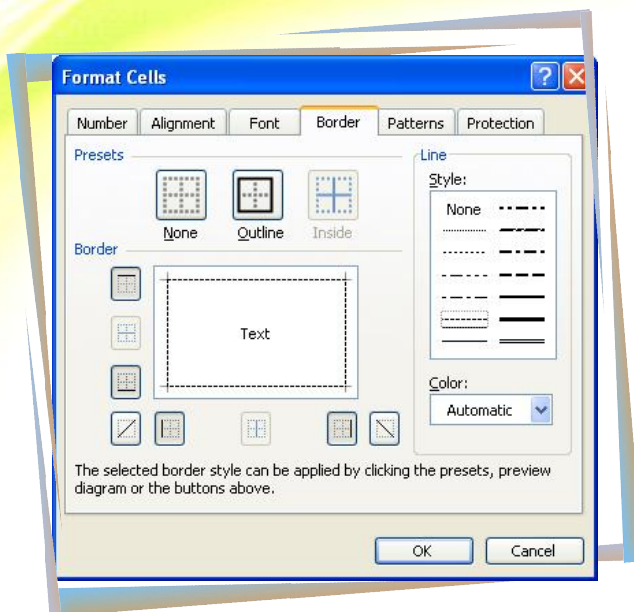 Format Cells
Number Alignment Font Border Patterns Protection
Presets
None Outline Inside
Border
Text
Line
Style:
None
Color:
Automatic
The selected border style can be applied by clicking the presets, preview
diagram or the buttons above.
OK Cancel